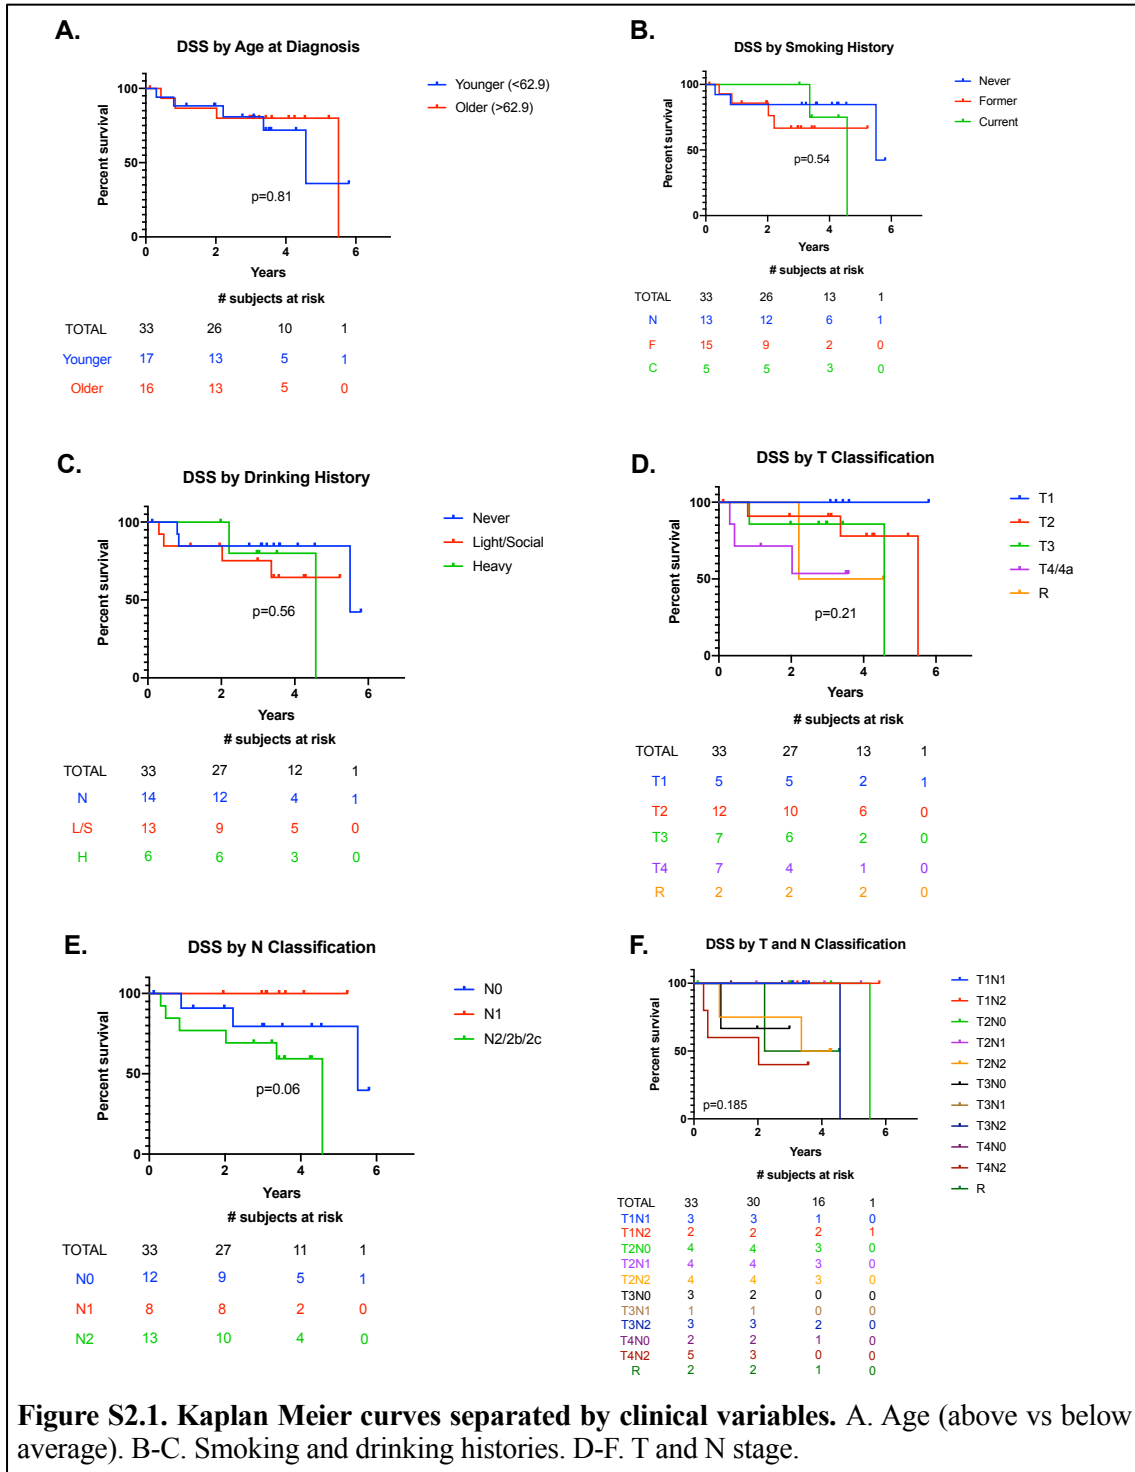 A.
DSS by Age at Diagnosis
Percent survival
100
50
0
0 2 4 6
Years
p=0.81
Younger (<62.9)
Older (>62.9)
# subjects at risk
TOTAL 33 26 10 1
Younger 17 13 5 1
Older 16 13 5 0
B.
DSS by Smoking History
Percent survival
100
50
0
0 2 4 6
Years
p=0.54
Never
Former
Current
# subjects at risk
TOTAL 33 26 13 1
N 13 12 6 1
F 15 9 2 0
C 5 5 3 0
C.
DSS by Drinking History
Percent survival
100
50
0
0 2 4 6
Years
p=0.56
Never
Light/Social
Heavy
# subjects at risk
TOTAL 33 27 12 1
N 14 12 4 1
L/S 13 9 5 0
H 6 6 3 0
D.
DSS by T Classification
Percent survival
100
50
0
0 2 4 6
Years
p=0.21
T1
T2
T3
T4/4a
R
# subjects at risk
TOTAL 33 27 13 1
T1 5 5 2 1
T2 12 10 6 0
T3 7 6 2 0
T4 7 4 1 0
R 2 2 2 0
E.
DSS by N Classification
Percent survival
100
50
0
0 2 4 6
Years
p=0.06
N0
N1
N2/2b/2c
# subjects at risk
TOTAL 33 27 11 1
N0 12 9 5 1
N1 8 8 2 0
N2 13 10 4 0
F.
DSS by T and N Classification
Percent survival
100
50
0
0 2 4 6
Years
p=0.185
T1N1
T1N2
T2N0
T2N1
T2N2
T3N0
T3N1
T3N2
T4N0
T4N2
R
# subjects at risk
TOTAL 33 30 16 1
T1N1 3 3 1 0
T1N2 2 2 2 1
T2N0 4 4 3 0
T2N1 4 4 3 0
T2N2 4 4 3 0
T3N0 3 2 0 0
T3N1 1 1 0 0
T3N2 3 3 2 0
T4N0 2 2 1 0
T4N2 5 3 0 0
R 2 2 1 0
Figure S2.1. Kaplan Meier curves separated by clinical variables. A. Age (above vs below
average). B-C. Smoking and drinking histories. D-F. T and N stage.